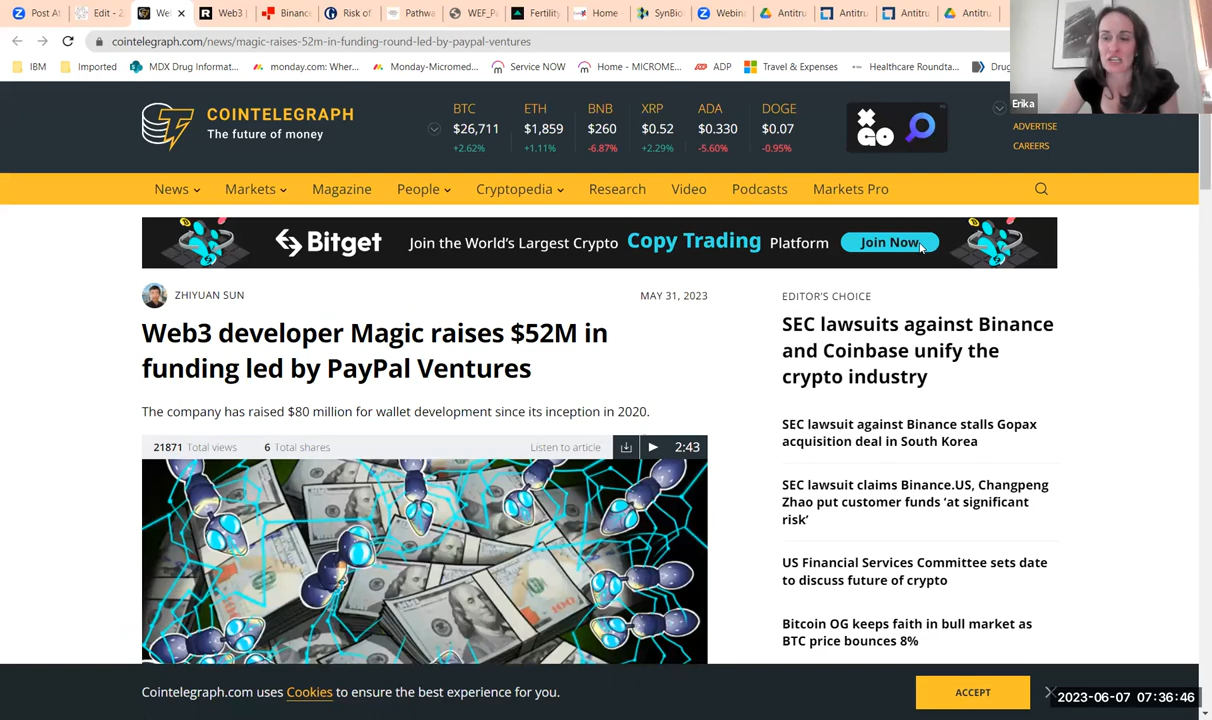 Post At
Edit - 2
We
Web3
Binanc
Risk of
Pathwa
WEF_Pa
Fertility
Home -
SynBio
Webin
Antitru
Antitru
Antitru
Antitru
cointelegraph.com/news/magic-raises-52m-in-funding-round-led-by-paypal-ventures
IBM
Imported
MDX Drug Informat...
monday.com: Wher...
Monday-Micromed...
Service NOW
Home - MICROME...
ADP
Travel & Expenses
Healthcare Roundta...
Drug
Erika
COINTELEGRAPH
The future of money
BTC ETH BNB XRP ADA DOGE
$26,711 $1,859 $260 $0.52 $0.330 $0.07
+2.62% +1.11% -6.87% +2.29% -5.60% -0.95%
ADVERTISE
CAREERS
News Markets Magazine People Cryptopedia Research Video Podcasts Markets Pro
Bitget Join the World's Largest Crypto Copy Trading Platform Join Now
ZHIYUAN SUN
MAY 31, 2023
Web3 developer Magic raises $52M in
funding led by PayPal Ventures
The company has raised $80 million for wallet development since its inception in 2020.
21871 Total views 6 Total shares Listen to article 2:43
EDITOR'S CHOICE
SEC lawsuits against Binance
and Coinbase unify the
crypto industry
SEC lawsuit against Binance stalls Gopax
acquisition deal in South Korea
SEC lawsuit claims Binance.US, Changpeng
Zhao put customer funds ‘at significant
risk’
US Financial Services Committee sets date
to discuss future of crypto
Bitcoin OG keeps faith in bull market as
BTC price bounces 8%
Cointelegraph.com uses Cookies to ensure the best experience for you.
ACCEPT
2023-06-07 07:36:46